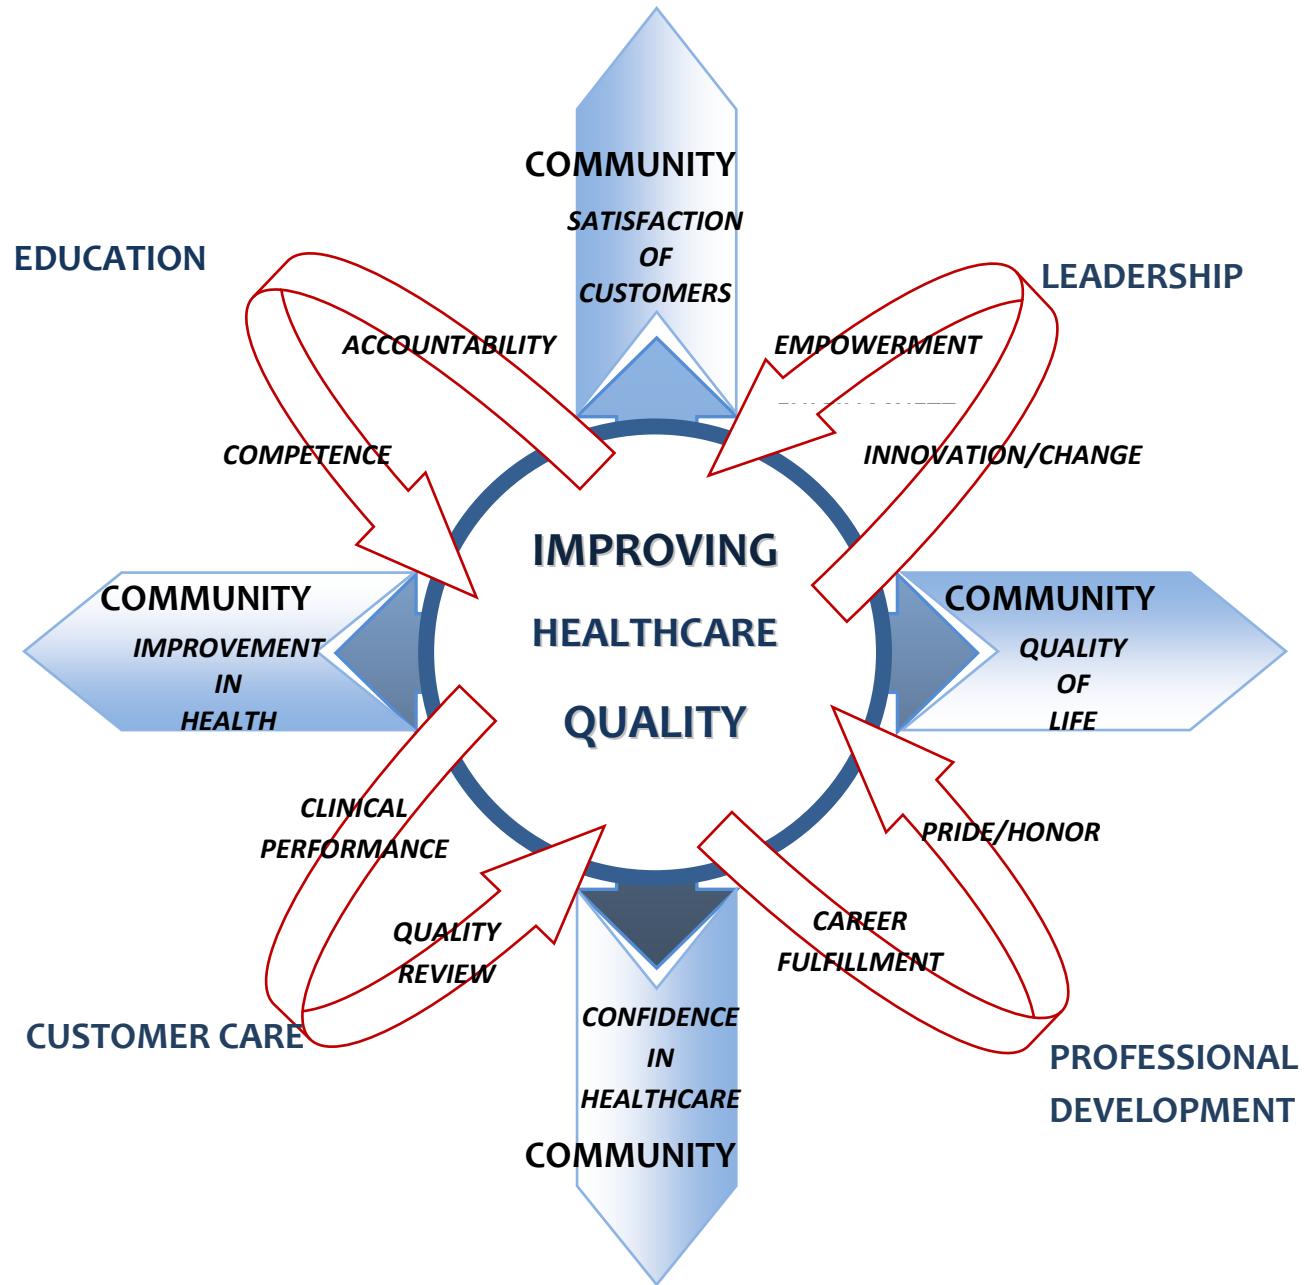 COMMUNITY
SATISFACTION
OF
CUSTOMERS
EDUCATION
LEADERSHIP
ACCOUNTABILITY
EMPOWERMENT
COMPETENCE
INNOVATION/CHANGE
IMPROVING
HEALTHCARE
QUALITY
COMMUNITY
IMPROVEMENT
IN
HEALTH
COMMUNITY
QUALITY
OF
LIFE
CLINICAL
PERFORMANCE
PRIDE/HONOR
QUALITY
REVIEW
CAREER
FULFILLMENT
CUSTOMER CARE
CONFIDENCE
IN
HEALTHCARE
COMMUNITY
PROFESSIONAL
DEVELOPMENT